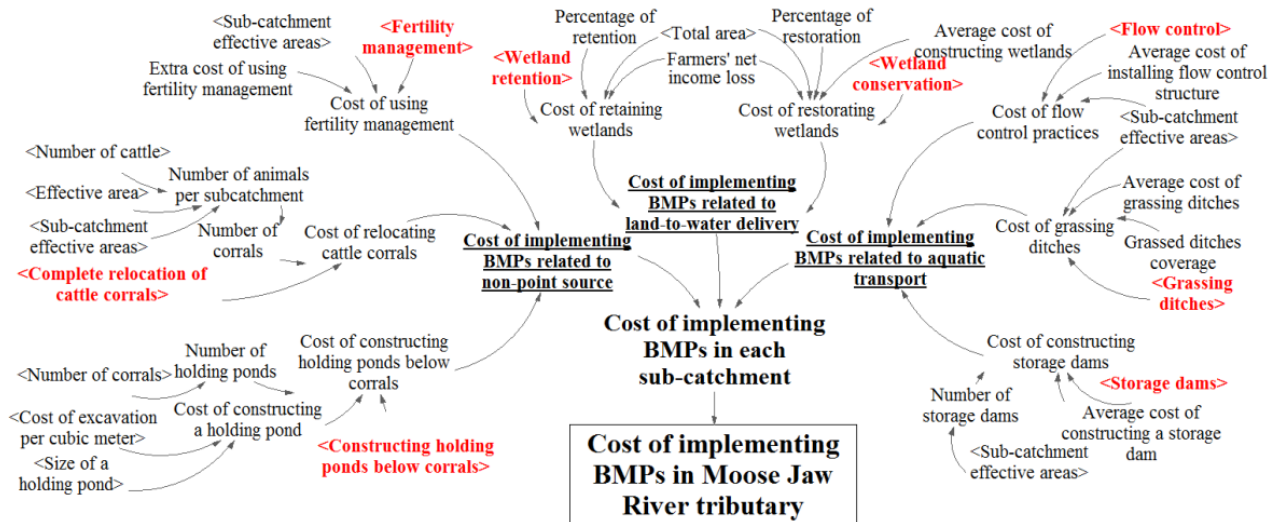 <Sub-catchment
effective areas>
<Fertility
management>
Extra cost of using
fertility management
Cost of using
fertility management
<Number of cattle>
<Effective area>
<Sub-catchment
effective areas>
Number of animals
per subcatchment
Number of
corrals
Cost of relocating
cattle corrals
<Complete relocation of
cattle corrals>
Cost of implementing
BMPs related to
non-point source
<Number of corrals>
Number of
holding ponds
Cost of constructing
holding ponds below
corrals
<Cost of excavation
per cubic meter>
Cost of constructing
a holding pond
<Size of a
holding pond>
<Constructing holding
ponds below corrals>
Percentage of
retention
<Wetland
retention>
<Total area>
Farmers' net
income loss
Percentage of
restoration
Average cost of
constructing wetlands
<Wetland
conservation>
Cost of retaining
wetlands
Cost of restorating
wetlands
Cost of implementing
BMPs related to
land-to-water delivery
<Flow control>
Average cost of
installing flow control
structure
Cost of flow
control practices
<Sub-catchment
effective areas>
Average cost of
grassing ditches
Cost of grassing
ditches
Grassed ditches
coverage
<Grassing
ditches>
Cost of implementing
BMPs related to aquatic
transport
Cost of constructing
storage dams
<Storage dams>
Number of
storage dams
Average cost of
constructing a storage
dam
<Sub-catchment
effective areas>
Cost of implementing
BMPs in each
sub-catchment
Cost of implementing
BMPs in Moose Jaw
River tributary